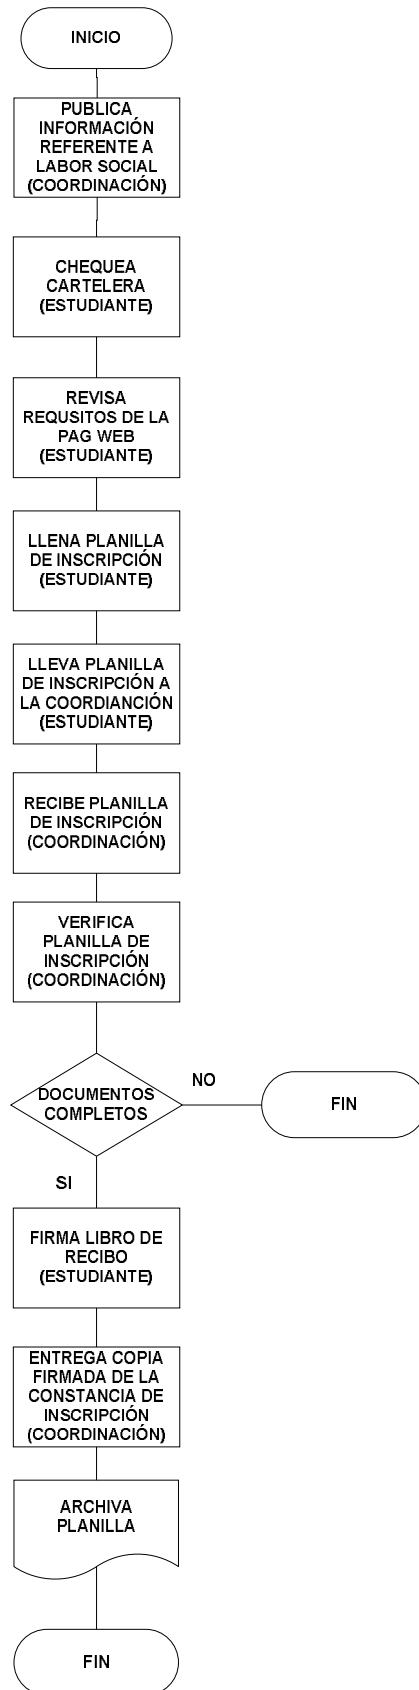 INICIO
PUBLICA
INFORMACIÓN
REFERENTE A
LABOR SOCIAL
(COORDINACIÓN)
CHEQUEA
CARTELERA
(ESTUDIANTE)
REVISA
REQUSITOS DE LA
PAG WEB
(ESTUDIANTE)
LLENA PLANILLA
DE INSCRIPCIÓN
(ESTUDIANTE)
LLEVA PLANILLA
DE INSCRIPCIÓN A
LA COORDIANCIÓN
(ESTUDIANTE)
RECIBE PLANILLA
DE INSCRIPCIÓN
(COORDINACIÓN)
VERIFICA
PLANILLA DE
INSCRIPCIÓN
(COORDINACIÓN)
DOCUMENTOS
COMPLETOS
NO
FIN
SI
FIRMA LIBRO DE
RECIBO
(ESTUDIANTE)
ENTREGA COPIA
FIRMADA DE LA
CONSTANCIA DE
INSCRIPCIÓN
(COORDINACIÓN)
ARCHIVA
PLANILLA
FIN